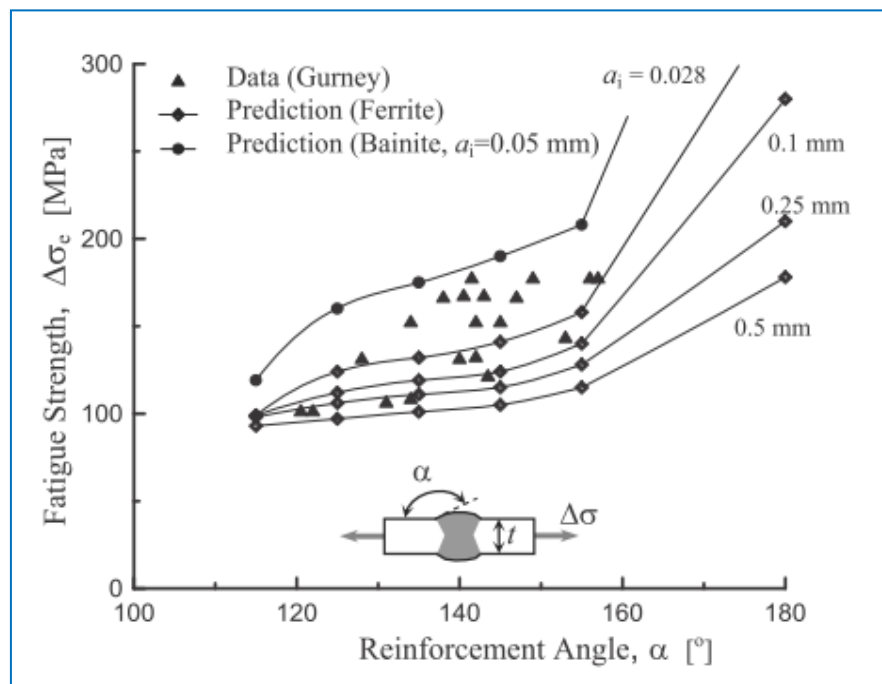 300
200
100
0
100
120
140
160
180
Fatigue Strength, Δσe [MPa]
Reinforcement Angle, α [°]
Data (Gurney)
Prediction (Ferrite)
Prediction (Bainite, ai=0.05 mm)
ai = 0.028
0.1 mm
0.25 mm
0.5 mm
α
t
Δσ